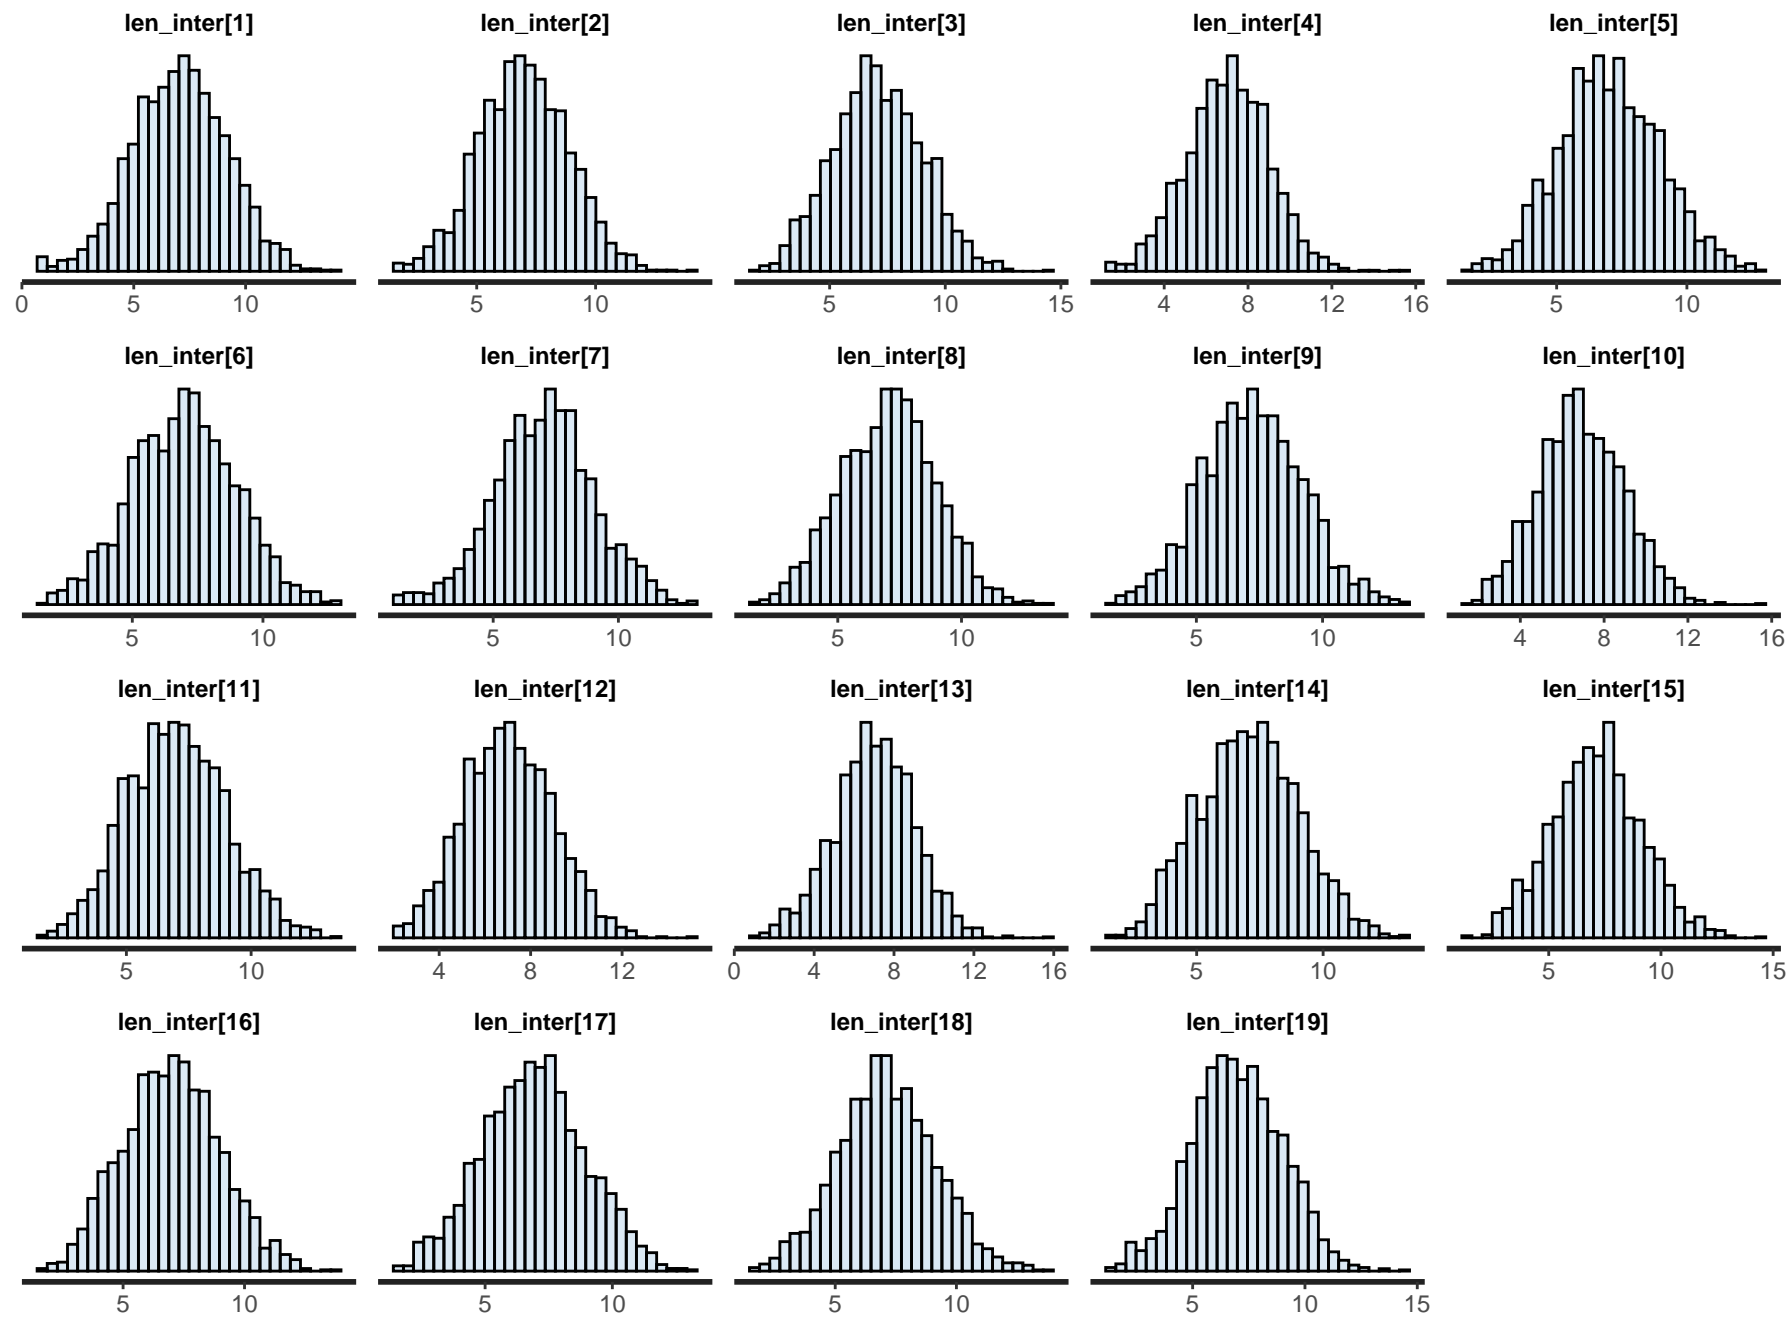 len_inter[1] len_inter[2] len_inter[3] len_inter[4] len_inter[5]
0 5 10 5 10 5 10 15 4 8 12 16 5 10
len_inter[6] len_inter[7] len_inter[8] len_inter[9] len_inter[10]
5 10 5 10 5 10 5 10 4 8 12 16
len_inter[11] len_inter[12] len_inter[13] len_inter[14] len_inter[15]
5 10 4 8 12 0 4 8 12 16 5 10 5 10 15
len_inter[16] len_inter[17] len_inter[18] len_inter[19]
5 10 5 10 5 10 5 10 15